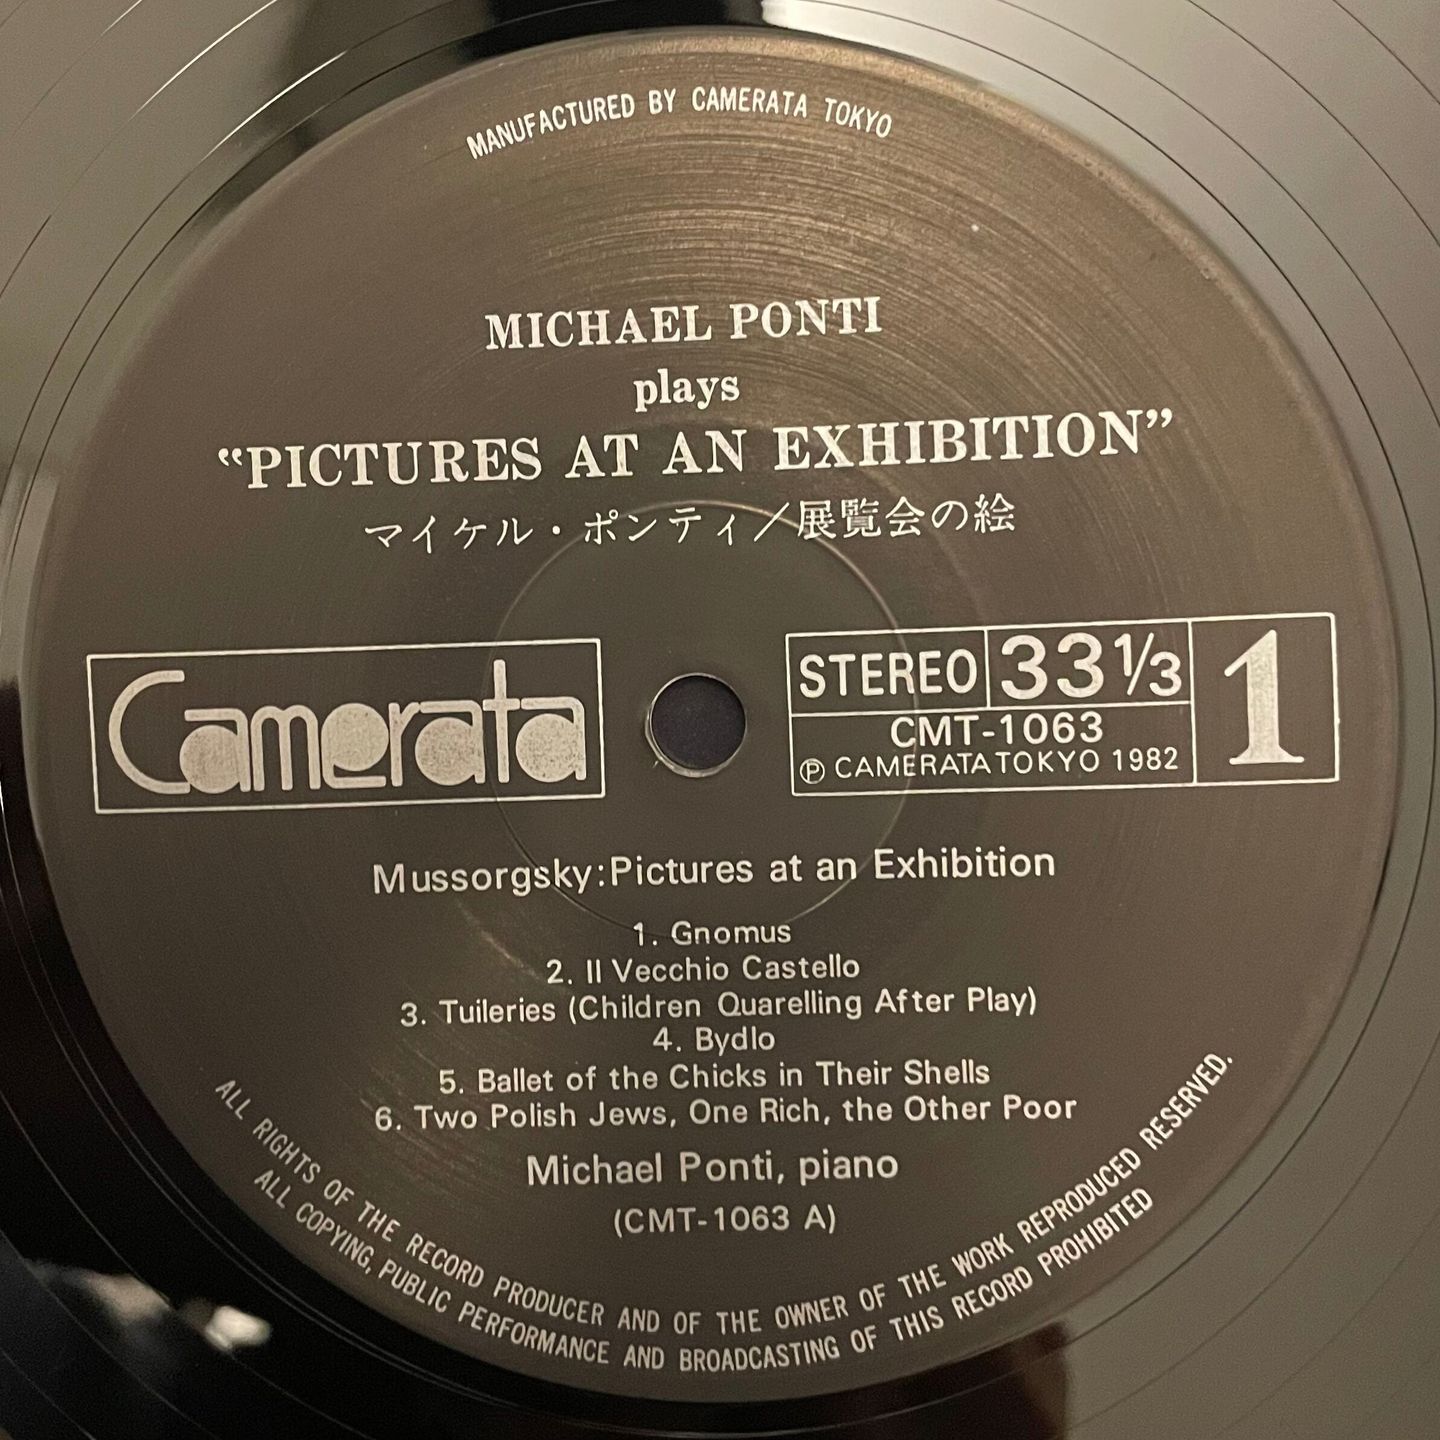 MANUFACTURED BY CAMERATA TOKYO
MICHAEL PONTI
plays
“PICTURES AT AN EXHIBITION”
マイケル・ポンティ／展覧会の絵
Camerata
STEREO 33 1/3
CMT-1063
Ⓟ CAMERATA TOKYO 1982
1
Mussorgsky:Pictures at an Exhibition
1. Gnomus
2. Il Vecchio Castello
3. Tuileries (Children Quarelling After Play)
4. Bydlo
5. Ballet of the Chicks in Their Shells
6. Two Polish Jews, One Rich, the Other Poor
Michael Ponti, piano
(CMT-1063 A)
ALL RIGHTS OF THE RECORD PRODUCER AND OF THE OWNER OF THE WORK REPRODUCED RESERVED.
ALL COPYING, PUBLIC PERFORMANCE AND BROADCASTING OF THIS RECORD PROHIBITED